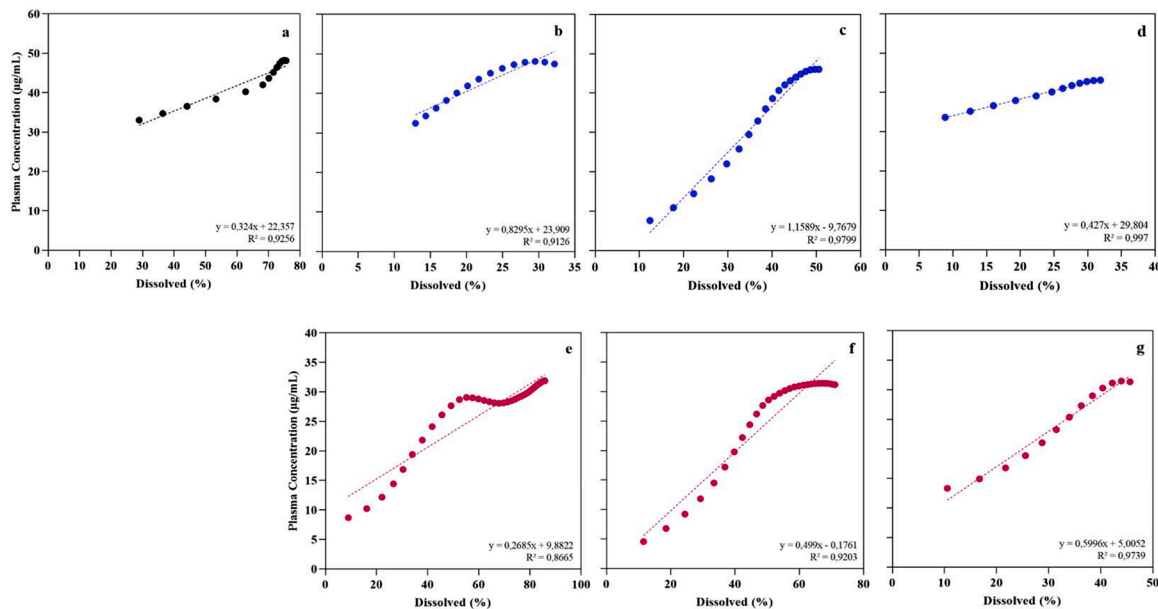 a
60
50
40
30
20
10
0
Plasma Concentration (µg/mL)
y = 0,324x + 22,357
R² = 0,9256
0 10 20 30 40 50 60 70 80
Dissolved (%)
b
y = 0,8295x + 23,909
R² = 0,9126
0 5 10 15 20 25 30 35
Dissolved (%)
c
y = 1,1589x - 9,7679
R² = 0,9799
0 10 20 30 40 50 60
Dissolved (%)
d
y = 0,427x + 29,804
R² = 0,997
0 5 10 15 20 25 30 35 40
Dissolved (%)
e
40
35
30
25
20
15
10
5
0
Plasma Concentration (µg/mL)
y = 0,2685x + 9,8822
R² = 0,8665
0 20 40 60 80 100
Dissolved (%)
f
y = 0,499x - 0,1761
R² = 0,9203
0 20 40 60 80
Dissolved (%)
g
y = 0,5996x + 5,0052
R² = 0,9739
0 10 20 30 40 50
Dissolved (%)